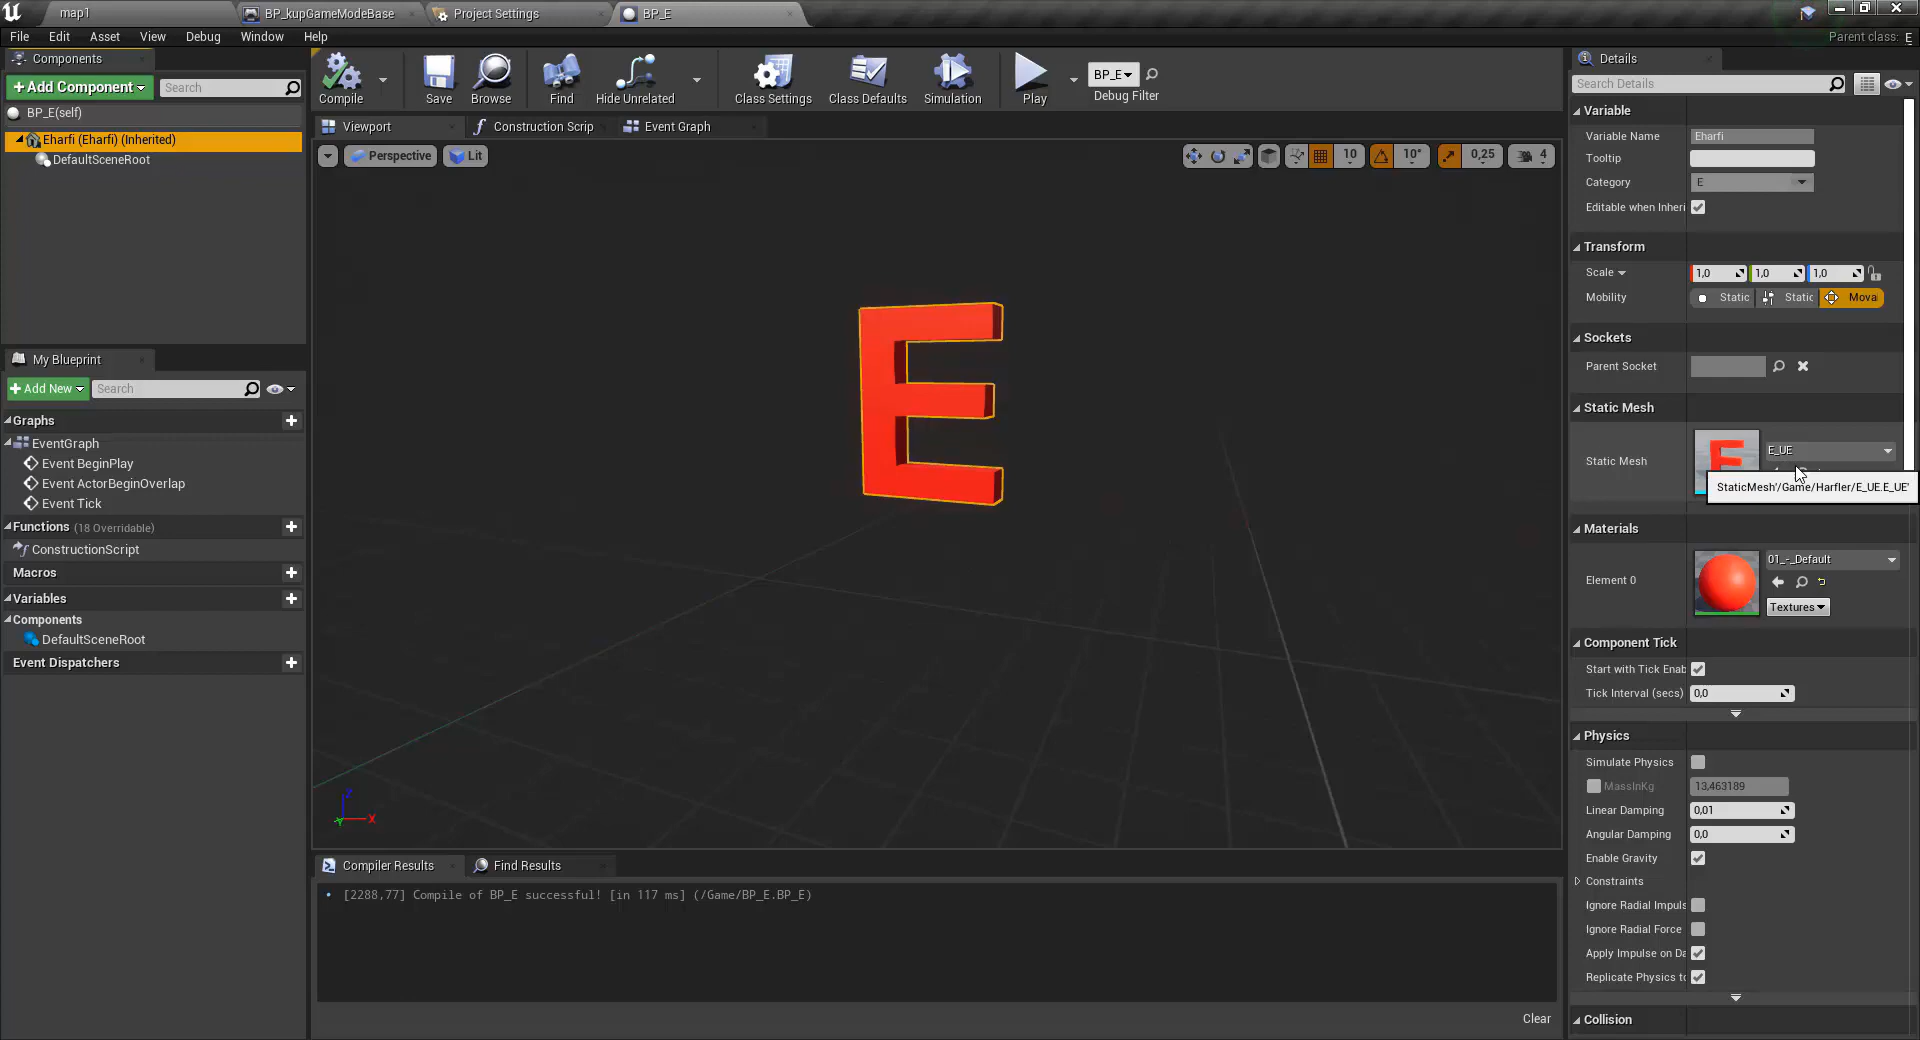 map1
BP_kupGameModeBase
Project Settings
BP_E
File Edit Asset View Debug Window Help
Parent class: E
Components
+Add Component
Search
BP_E(self)
Eharfi (Eharfi) (Inherited)
DefaultSceneRoot
My Blueprint
+Add New
Search
Graphs
EventGraph
Event BeginPlay
Event ActorBeginOverlap
Event Tick
Functions (18 Overridable)
ConstructionScript
Macros
Variables
Components
DefaultSceneRoot
Event Dispatchers
Compile
Save
Browse
Find
Hide Unrelated
Class Settings
Class Defaults
Simulation
Play
BP_E
Debug Filter
Viewport
Construction Scrip
Event Graph
Perspective
Lit
10
10°
0,25
4
E
Z
Y
X
Compiler Results
Find Results
[2288,77] Compile of BP_E successful! [in 117 ms] (/Game/BP_E.BP_E)
Clear
Details
Search Details
Variable
Variable Name Eharfi
Tooltip
Category E
Editable when Inheri
Transform
Scale 1,0 1,0 1,0
Mobility Static Static Mova
Sockets
Parent Socket
Static Mesh
Static Mesh E_UE
StaticMesh'/Game/Harfler/E_UE.E_UE'
Materials
Element 0 01_-_Default
Textures
Component Tick
Start with Tick Enab
Tick Interval (secs) 0,0
Physics
Simulate Physics
MassInKg 13,463189
Linear Damping 0,01
Angular Damping 0,0
Enable Gravity
Constraints
Ignore Radial Impuls
Ignore Radial Force
Apply Impulse on Da
Replicate Physics to
Collision